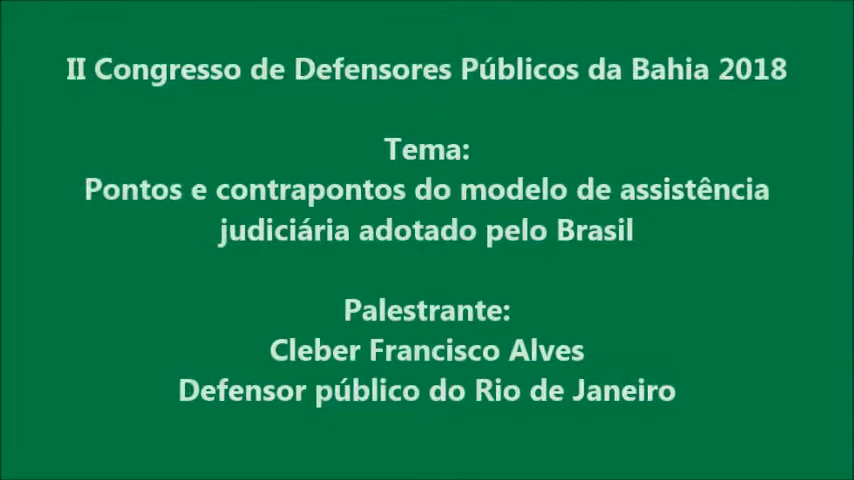 II Congresso de Defensores Públicos da Bahia 2018
Tema:
Pontos e contrapontos do modelo de assistência
judiciária adotado pelo Brasil
Palestrante:
Cleber Francisco Alves
Defensor público do Rio de Janeiro